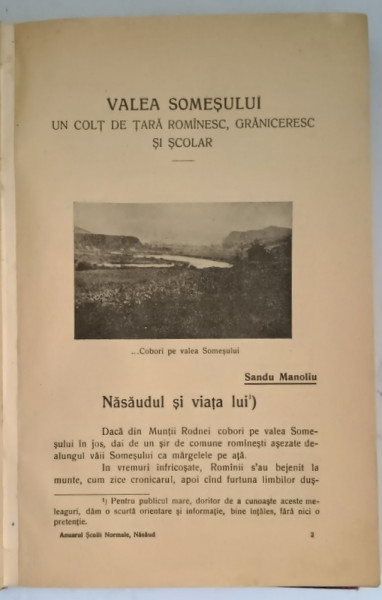 VALEA SOMEŞULUI
UN COLŢ DE ŢARĂ ROMÎNESC, GRĂNICERESC
ŞI ŞCOLAR
...Cobori pe valea Someşului
Sandu Manoliu
Năsăudul şi viaţa lui¹)
Dacă din Munţii Rodnei cobori pe valea Some-
şului în jos, dai de un şir de comune romîneşti aşezate de-
alungul văii Someşului ca mărgelele pe aţă.
In vremuri înfricoşate, Romînii s'au bejenit la
munte, cum zice cronicarul, apoi cînd furtuna limbilor duş-
¹) Pentru publicul mare, doritor de a cunoaşte aceste me-
leaguri, dăm o scurtă orientare şi informaţie, bine înţăles, fără nici o
pretenţie.
Anuarul Şcolii Normale, Năsăud 2